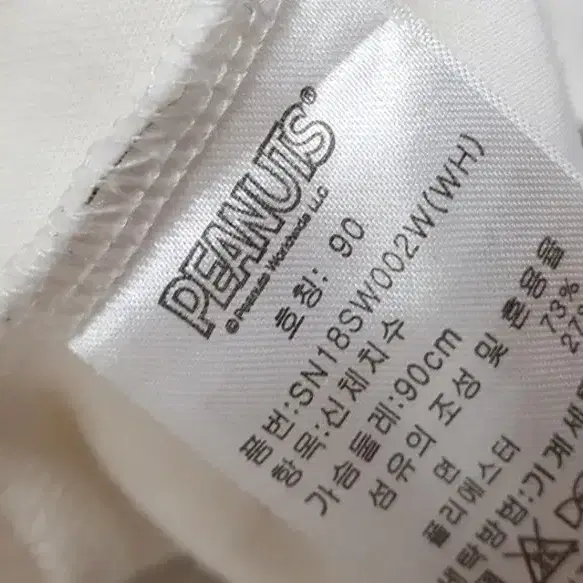 PEANUTS®
© Peanuts Worldwide LLC
호칭: 90
품번:SN18SW002W(WH)
항목:신체치수
가슴둘레:90cm
섬유의 조성 및 혼용율
면 73%
폴리에스터 27
세탁방법:기계세